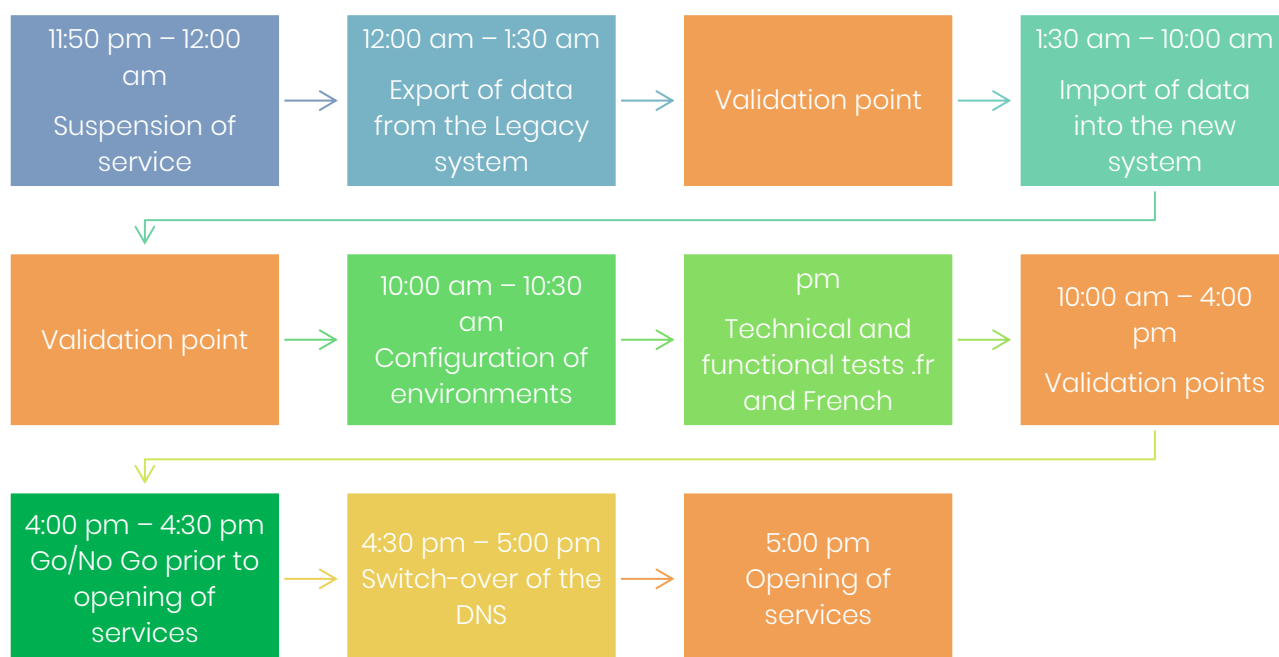 11:50 pm – 12:00
am
Suspension of
service
12:00 am – 1:30 am
Export of data
from the Legacy
system
Validation point
1:30 am – 10:00 am
Import of data
into the new
system
Validation point
10:00 am – 10:30
am
Configuration of
environments
pm
Technical and
functional tests .fr
and French
10:00 am – 4:00
pm
Validation points
4:00 pm – 4:30 pm
Go/No Go prior to
opening of
services
4:30 pm – 5:00 pm
Switch-over of the
DNS
5:00 pm
Opening of
services